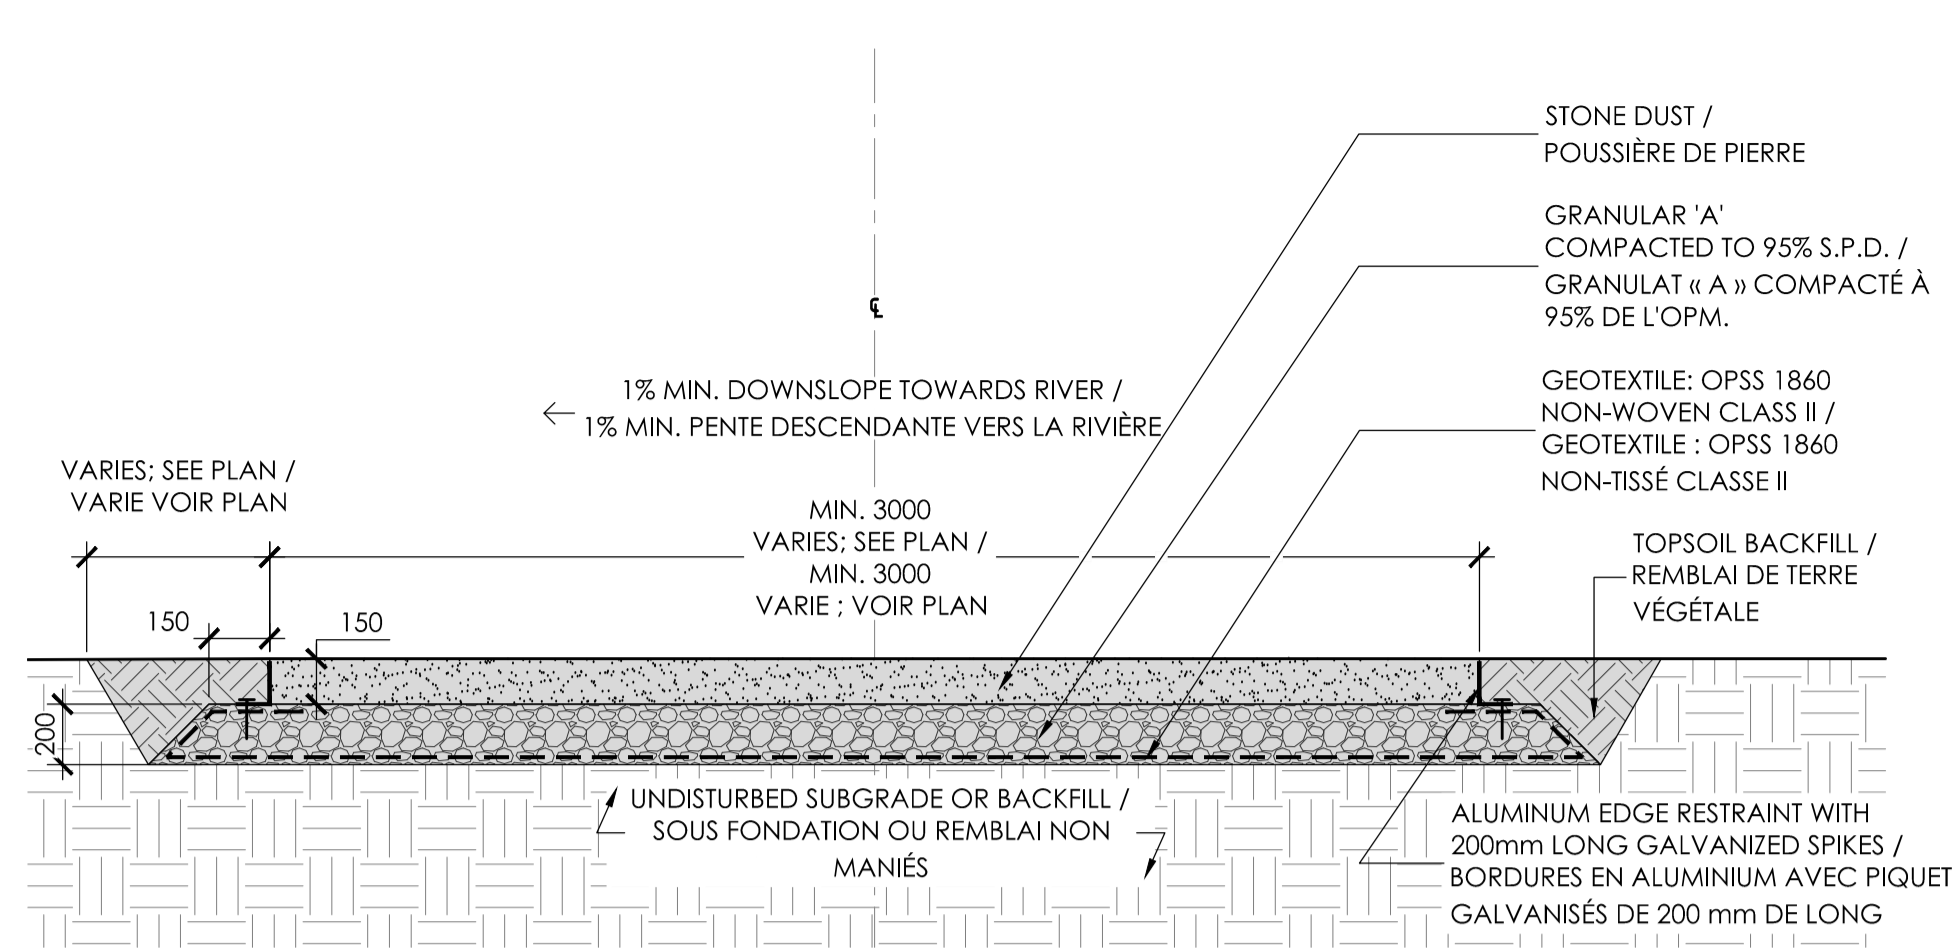 STONE DUST /
POUSSIÈRE DE PIERRE
GRANULAR 'A'
COMPACTED TO 95% S.P.D. /
GRANULAT « A » COMPACTÉ À
95% DE L'OPM.
℄
1% MIN. DOWNSLOPE TOWARDS RIVER /
1% MIN. PENTE DESCENDANTE VERS LA RIVIÈRE
GEOTEXTILE: OPSS 1860
NON-WOVEN CLASS II /
GEOTEXTILE : OPSS 1860
NON-TISSÉ CLASSE II
VARIES; SEE PLAN /
VARIE VOIR PLAN
MIN. 3000
VARIES; SEE PLAN /
MIN. 3000
VARIE ; VOIR PLAN
TOPSOIL BACKFILL /
REMBLAI DE TERRE
VÉGÉTALE
150
150
200
UNDISTURBED SUBGRADE OR BACKFILL /
SOUS FONDATION OU REMBLAI NON
MANIÉS
ALUMINUM EDGE RESTRAINT WITH
200mm LONG GALVANIZED SPIKES /
BORDURES EN ALUMINIUM AVEC PIQUET
GALVANISÉS DE 200 mm DE LONG